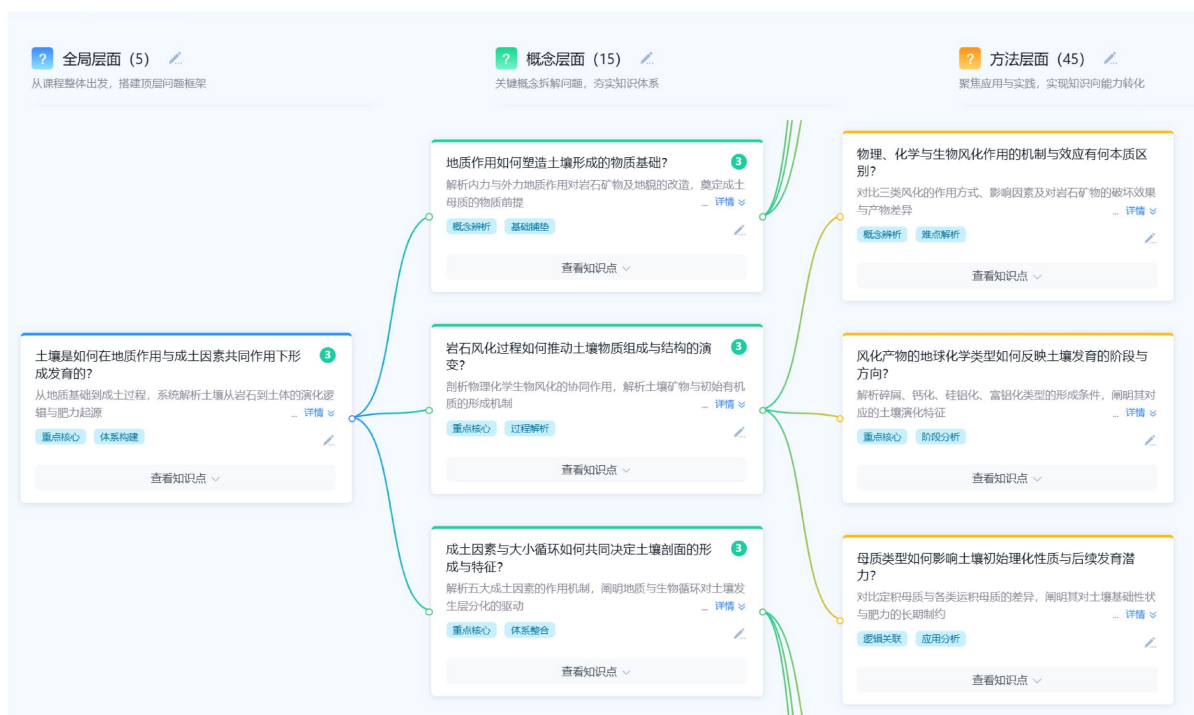 全局层面（5）
从课程整体出发，搭建顶层问题框架
概念层面（15）
关键概念拆解问题，夯实知识体系
方法层面（45）
聚焦应用与实践，实现知识向能力转化
土壤是如何在地质作用与成土因素共同作用下形
成发育的？
3
从地质基础到成土过程，系统解析土壤从岩石到土体的演化逻
辑与肥力起源
... 详情
重点核心 体系构建
查看知识点
地质作用如何塑造土壤形成的物质基础？
3
解析内力与外力地质作用对岩石矿物及地貌的改造，奠定成土
母质的物质前提
... 详情
概念辨析 基础铺垫
查看知识点
岩石风化过程如何推动土壤物质组成与结构的演
变？
3
剖析物理化学生物风化的协同作用，解析土壤矿物与初始有机
质的形成机制
... 详情
重点核心 过程解析
查看知识点
成土因素与大小循环如何共同决定土壤剖面的形
成与特征？
3
解析五大成土因素的作用机制，阐明地质与生物循环对土壤发
生层分化的驱动
... 详情
重点核心 体系整合
查看知识点
物理、化学与生物风化作用的机制与效应有何本质区
别？
对比三类风化的作用方式、影响因素及对岩石矿物的破坏效果
与产物差异
... 详情
概念辨析 难点解析
查看知识点
风化产物的地球化学类型如何反映土壤发育的阶段与
方向？
解析碎屑、钙化、硅铝化、富铝化类型的形成条件，阐明其对
应的土壤演化特征
... 详情
重点核心 阶段分析
查看知识点
母质类型如何影响土壤初始理化性质与后续发育潜
力？
对比定积母质与各类运积母质的差异，阐明其对土壤基础性状
与肥力的长期制约
... 详情
逻辑关联 应用分析
查看知识点